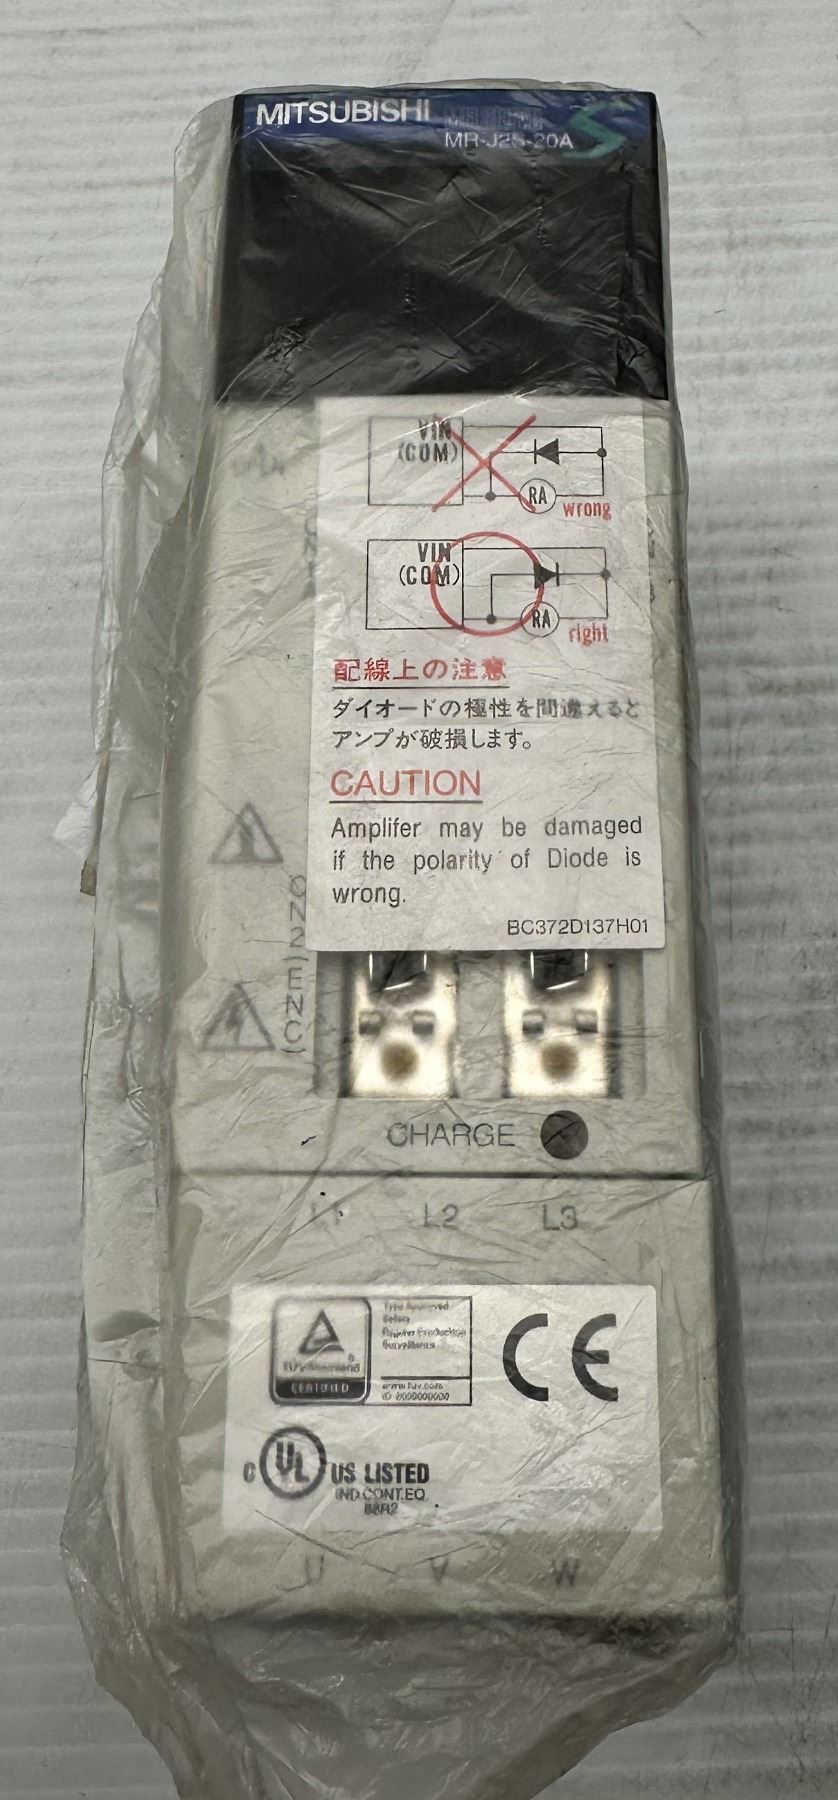 MITSUBISHI
MR-J2S-20A
S
VIN
(COM)
RA
wrong
VIN
(COM)
RA
right
配線上の注意
ダイオードの極性を間違えると
アンプが破損します。
CAUTION
Amplifer may be damaged
if the polarity of Diode is
wrong.
BC372D137H01
CN2(ENC)
CHARGE
L1 L2 L3
CERTIFIED
CE
C UL US LISTED
IND.CONT.EQ.
U V W